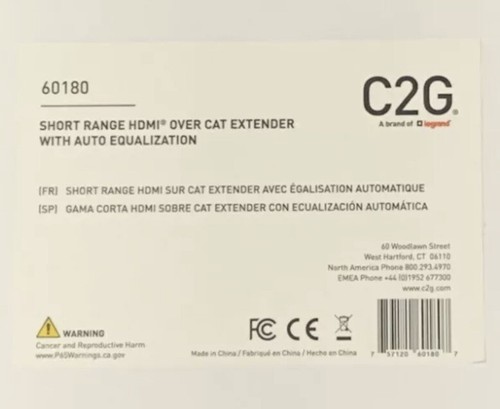 60180
C2G®
A brand of legrand®
SHORT RANGE HDMI® OVER CAT EXTENDER
WITH AUTO EQUALIZATION
(FR) SHORT RANGE HDMI SUR CAT EXTENDER AVEC ÉGALISATION AUTOMATIQUE
(SP) GAMA CORTA HDMI SOBRE CAT EXTENDER CON ECUALIZACIÓN AUTOMÁTICA
60 Woodlawn Street
West Hartford, CT 06110
North America Phone 800.293.4970
EMEA Phone +44.(0)1952 677300
www.c2g.com
WARNING
Cancer and Reproductive Harm
www.P65Warnings.ca.gov
FC CE
Made in China / Fabriqué en China / Hecho en China
7 57120 60180 7